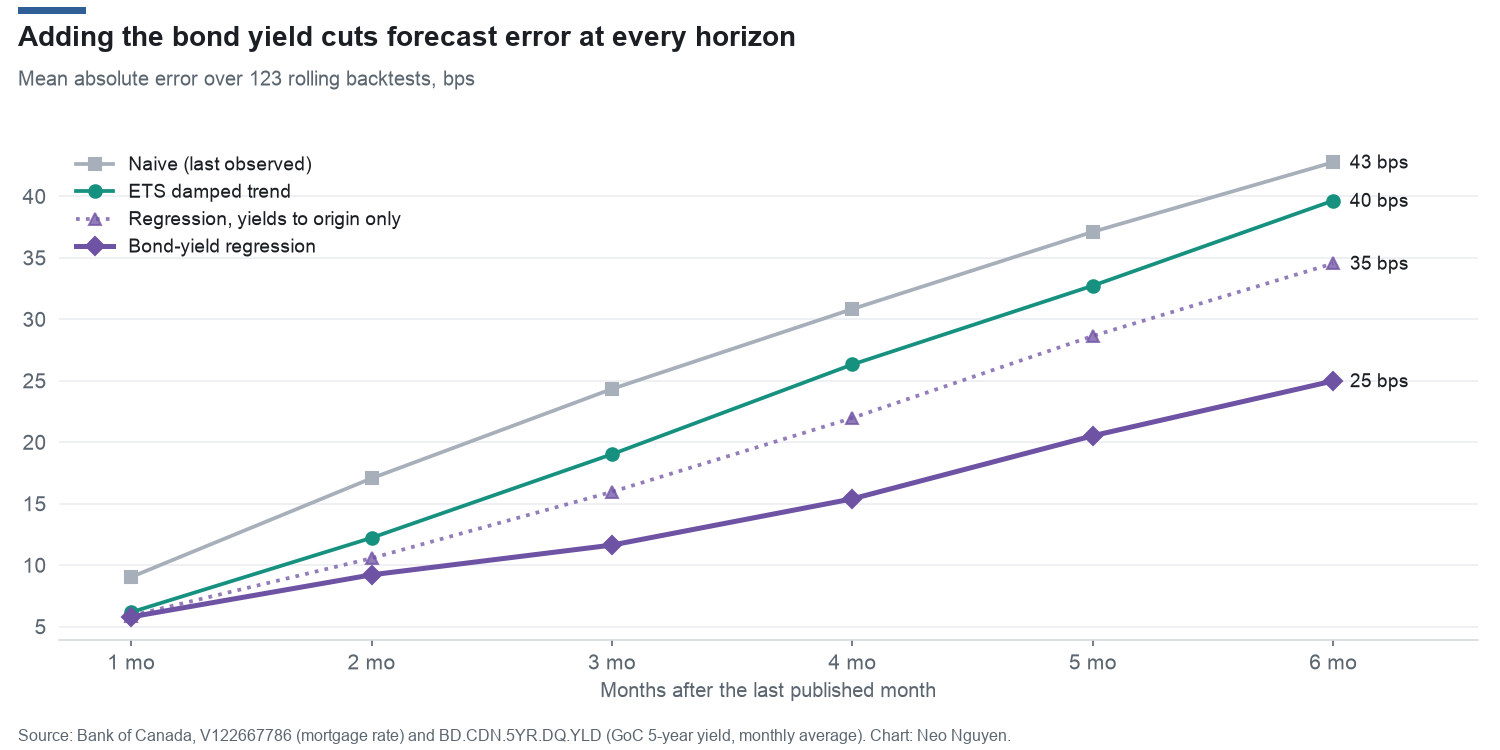 Adding the bond yield cuts forecast error at every horizon
Mean absolute error over 123 rolling backtests, bps
Naive (last observed)
ETS damped trend
Regression, yields to origin only
Bond-yield regression
43 bps
40 bps
35 bps
25 bps
40
35
30
25
20
15
10
5
1 mo
2 mo
3 mo
4 mo
5 mo
6 mo
Months after the last published month
Source: Bank of Canada, V122667786 (mortgage rate) and BD.CDN.5YR.DQ.YLD (GoC 5-year yield, monthly average). Chart: Neo Nguyen.